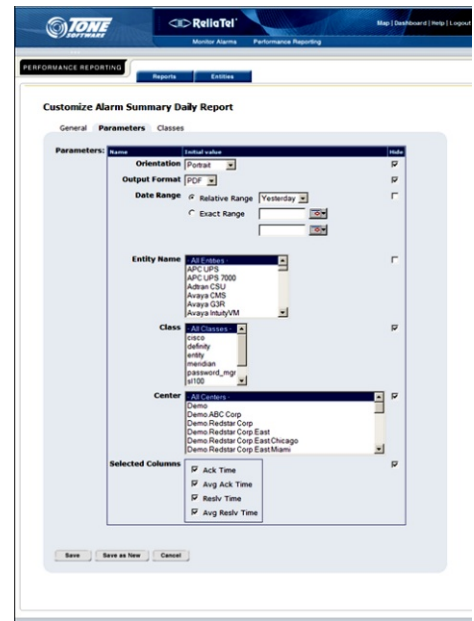 TONE
SOFTWARE
ReliaTel
Map | Dashboard | Help | Logout
Monitor Alarms Performance Reporting
PERFORMANCE REPORTING
Reports Entities
Customize Alarm Summary Daily Report
General Parameters Classes
Parameters: Name Initial value Hide
Orientation Portrait
Output Format PDF
Date Range Relative Range Yesterday
Exact Range
Entity Name - All Entities -
APC UPS
APC UPS 7000
Adtran CSU
Avaya CMS
Avaya G3R
Avaya IntuityVM
Class - All Classes -
cisco
definity
entity
meridian
password_mgr
sl100
Center - All Centers -
Demo
Demo.ABC Corp
Demo.Redstar Corp
Demo.Redstar Corp East
Demo.Redstar Corp East.Chicago
Demo.Redstar Corp East.Miami
Selected Columns
Ack Time
Avg Ack Time
Reslv Time
Avg Reslv Time
Save Save as New Cancel